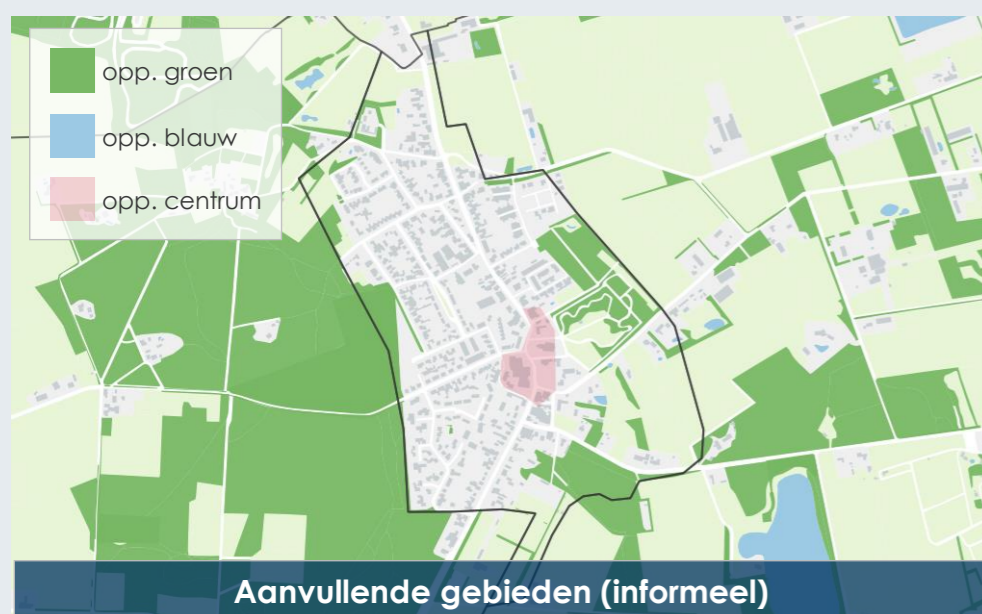 opp. groen
opp. blauw
opp. centrum
Aanvullende gebieden (informeel)